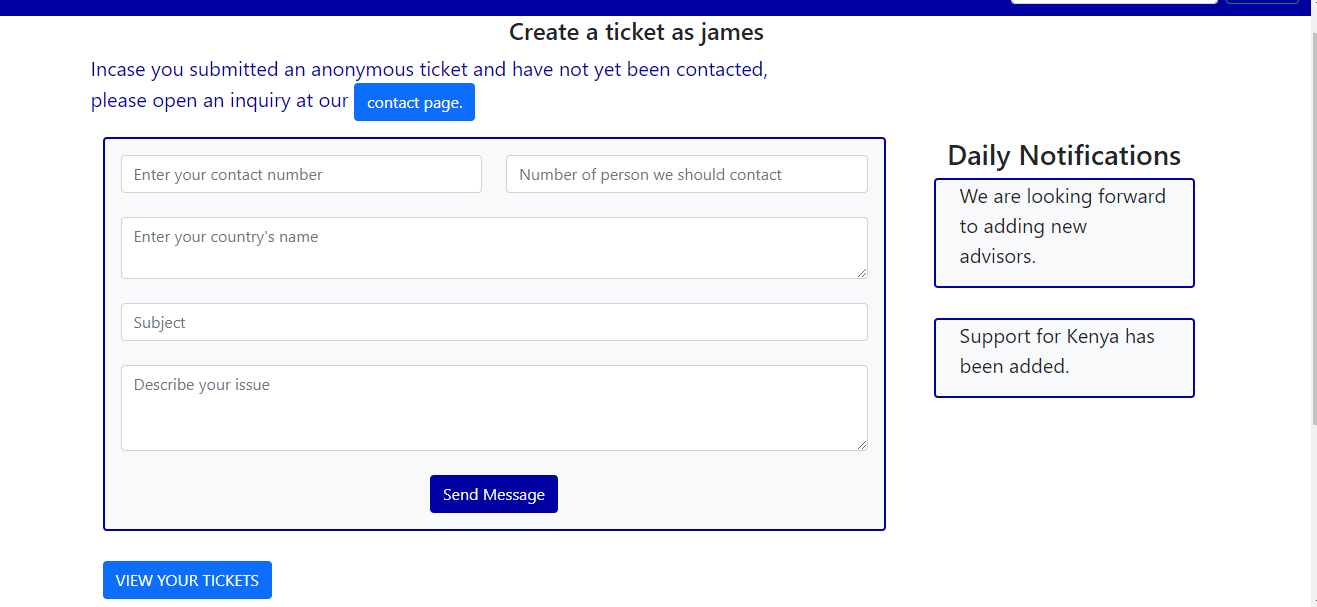 Create a ticket as james
Incase you submitted an anonymous ticket and have not yet been contacted,
please open an inquiry at our contact page.
Enter your contact number
Number of person we should contact
Enter your country's name
Subject
Describe your issue
Send Message
VIEW YOUR TICKETS
Daily Notifications
We are looking forward
to adding new
advisors.
Support for Kenya has
been added.